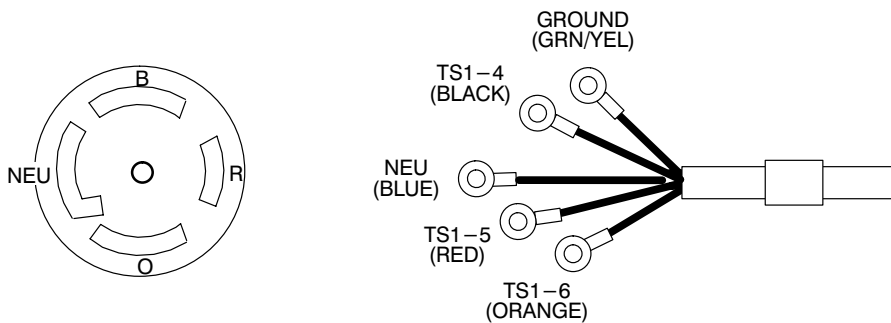 B
NEU
R
O
GROUND
(GRN/YEL)
TS1–4
(BLACK)
NEU
(BLUE)
TS1–5
(RED)
TS1–6
(ORANGE)